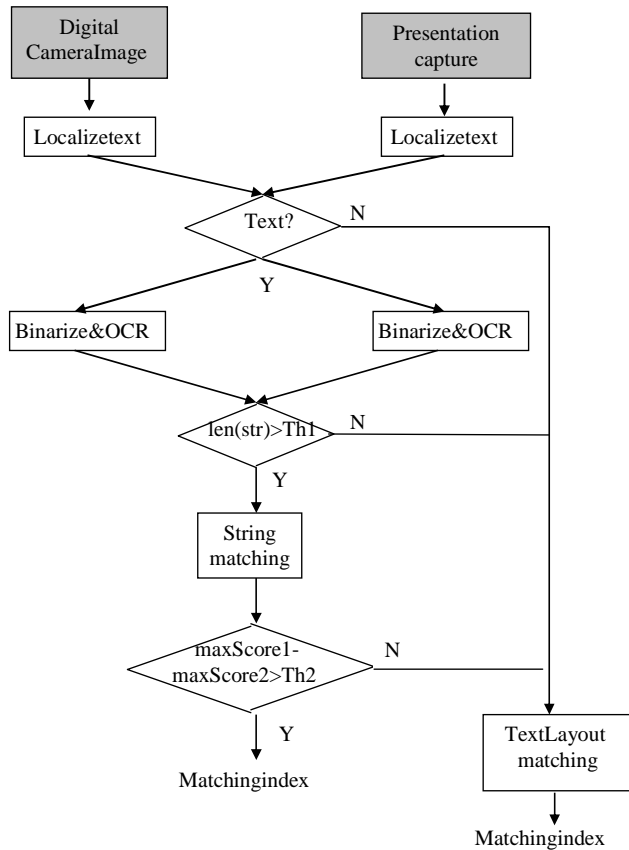 Digital
CameraImage
Presentation
capture
Localizetext
Localizetext
Text?
N
Y
Binarize&OCR
Binarize&OCR
len(str)>Th1
N
Y
String
matching
maxScore1-
maxScore2>Th2
N
Y
TextLayout
matching
Matchingindex
Matchingindex